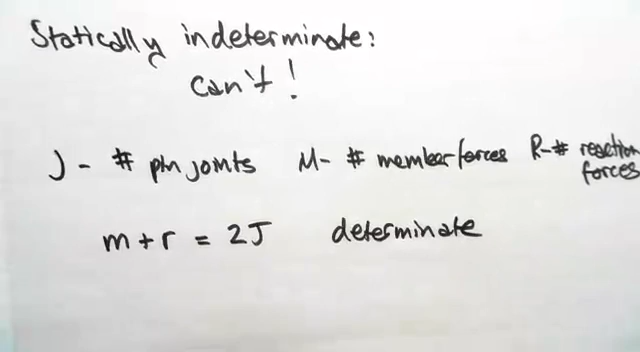 Statically indeterminate:
can't!
J - # pin joints M- # member forces R-# reaction
forces
m + r = 2J determinate